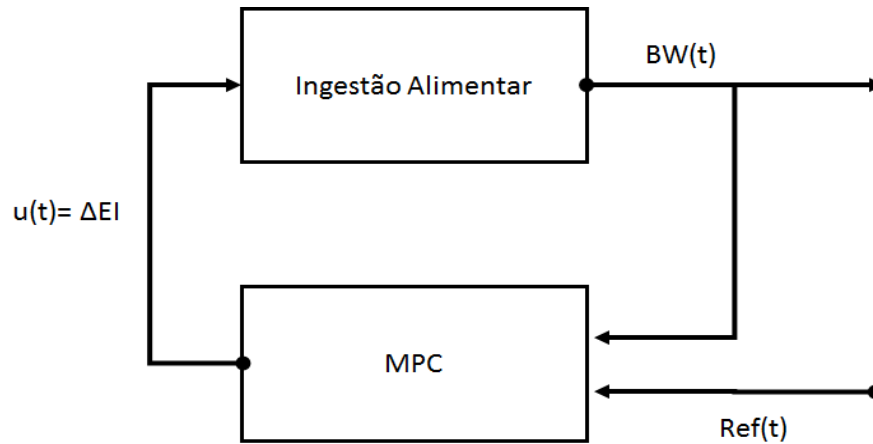 BW(t)
Ingestão Alimentar
u(t)= ΔEI
MPC
Ref(t)